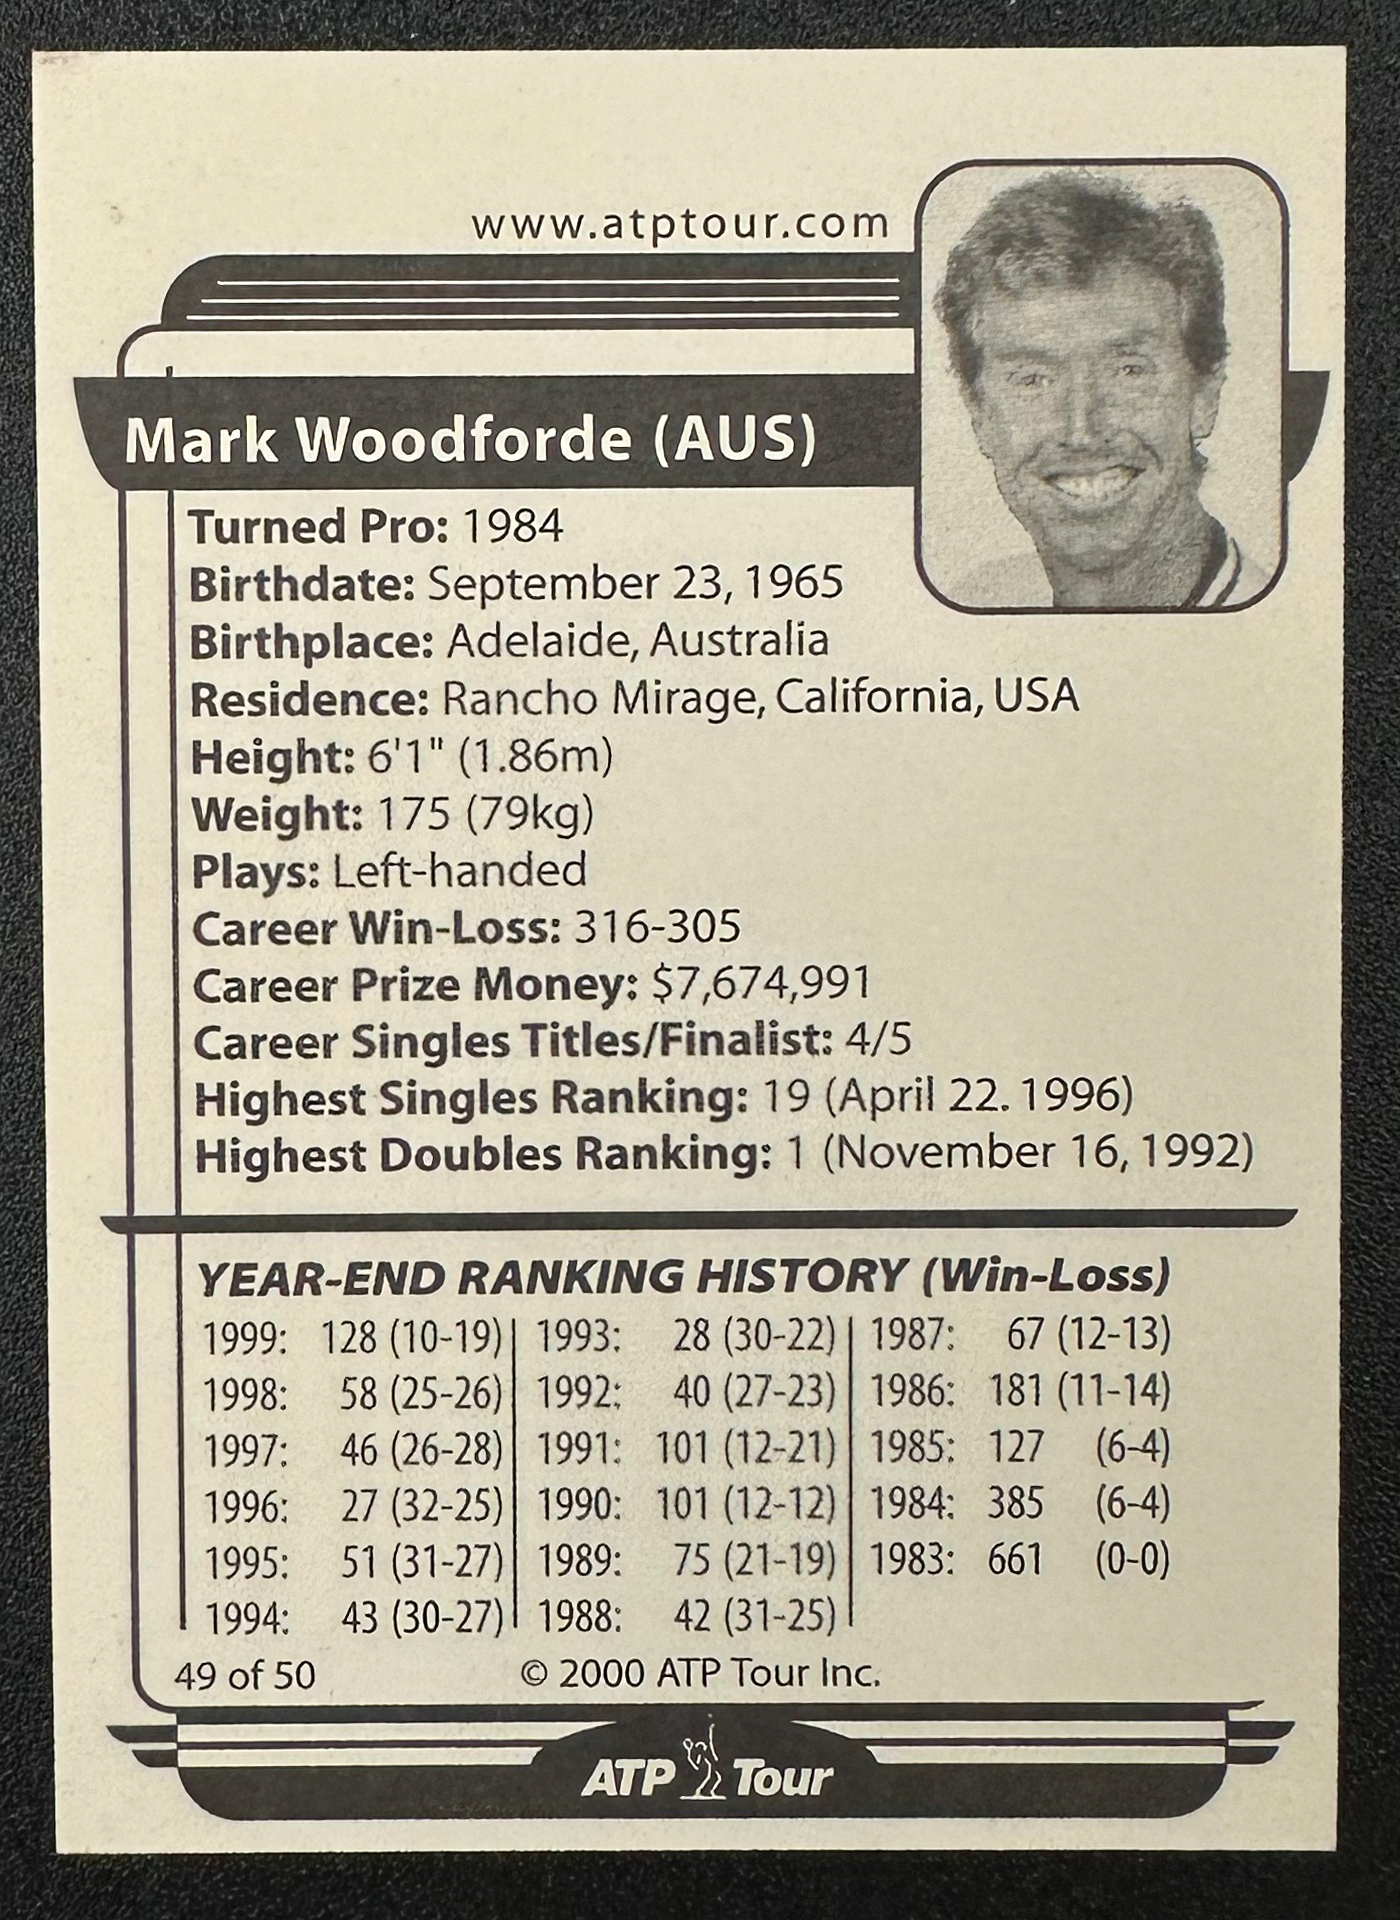 www.atptour.com
Mark Woodforde (AUS)
Turned Pro: 1984
Birthdate: September 23, 1965
Birthplace: Adelaide, Australia
Residence: Rancho Mirage, California, USA
Height: 6'1" (1.86m)
Weight: 175 (79kg)
Plays: Left-handed
Career Win-Loss: 316-305
Career Prize Money: $7,674,991
Career Singles Titles/Finalist: 4/5
Highest Singles Ranking: 19 (April 22. 1996)
Highest Doubles Ranking: 1 (November 16, 1992)
YEAR-END RANKING HISTORY (Win-Loss)
1999: 128 (10-19) 1993: 28 (30-22) 1987: 67 (12-13)
1998: 58 (25-26) 1992: 40 (27-23) 1986: 181 (11-14)
1997: 46 (26-28) 1991: 101 (12-21) 1985: 127 (6-4)
1996: 27 (32-25) 1990: 101 (12-12) 1984: 385 (6-4)
1995: 51 (31-27) 1989: 75 (21-19) 1983: 661 (0-0)
1994: 43 (30-27) 1988: 42 (31-25)
49 of 50 © 2000 ATP Tour Inc.
ATP Tour